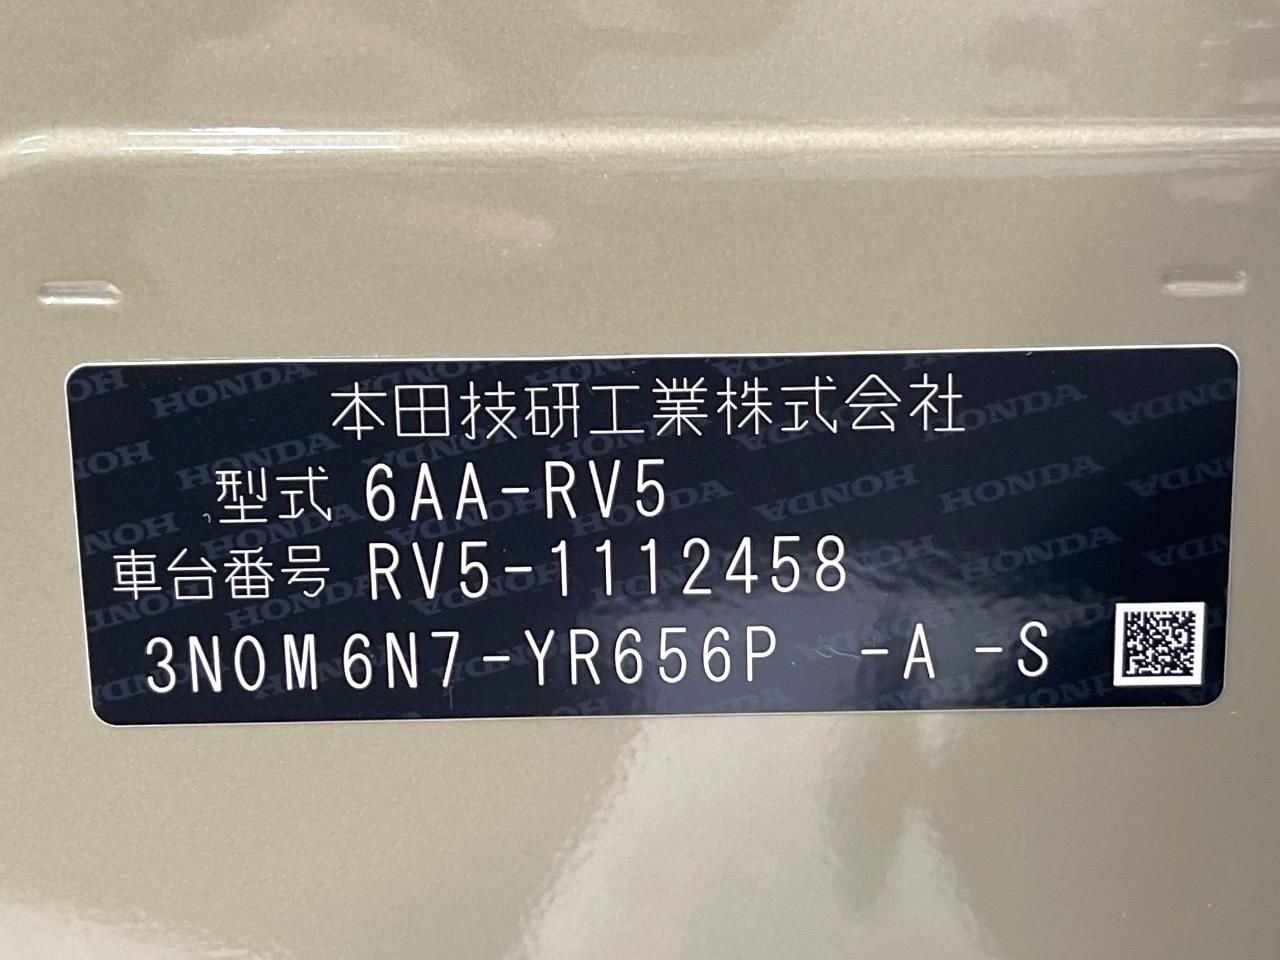 本田技研工業株式会社
型式 6AA-RV5
車台番号 RV5-1112458
3N0M6N7-YR656P -A -S